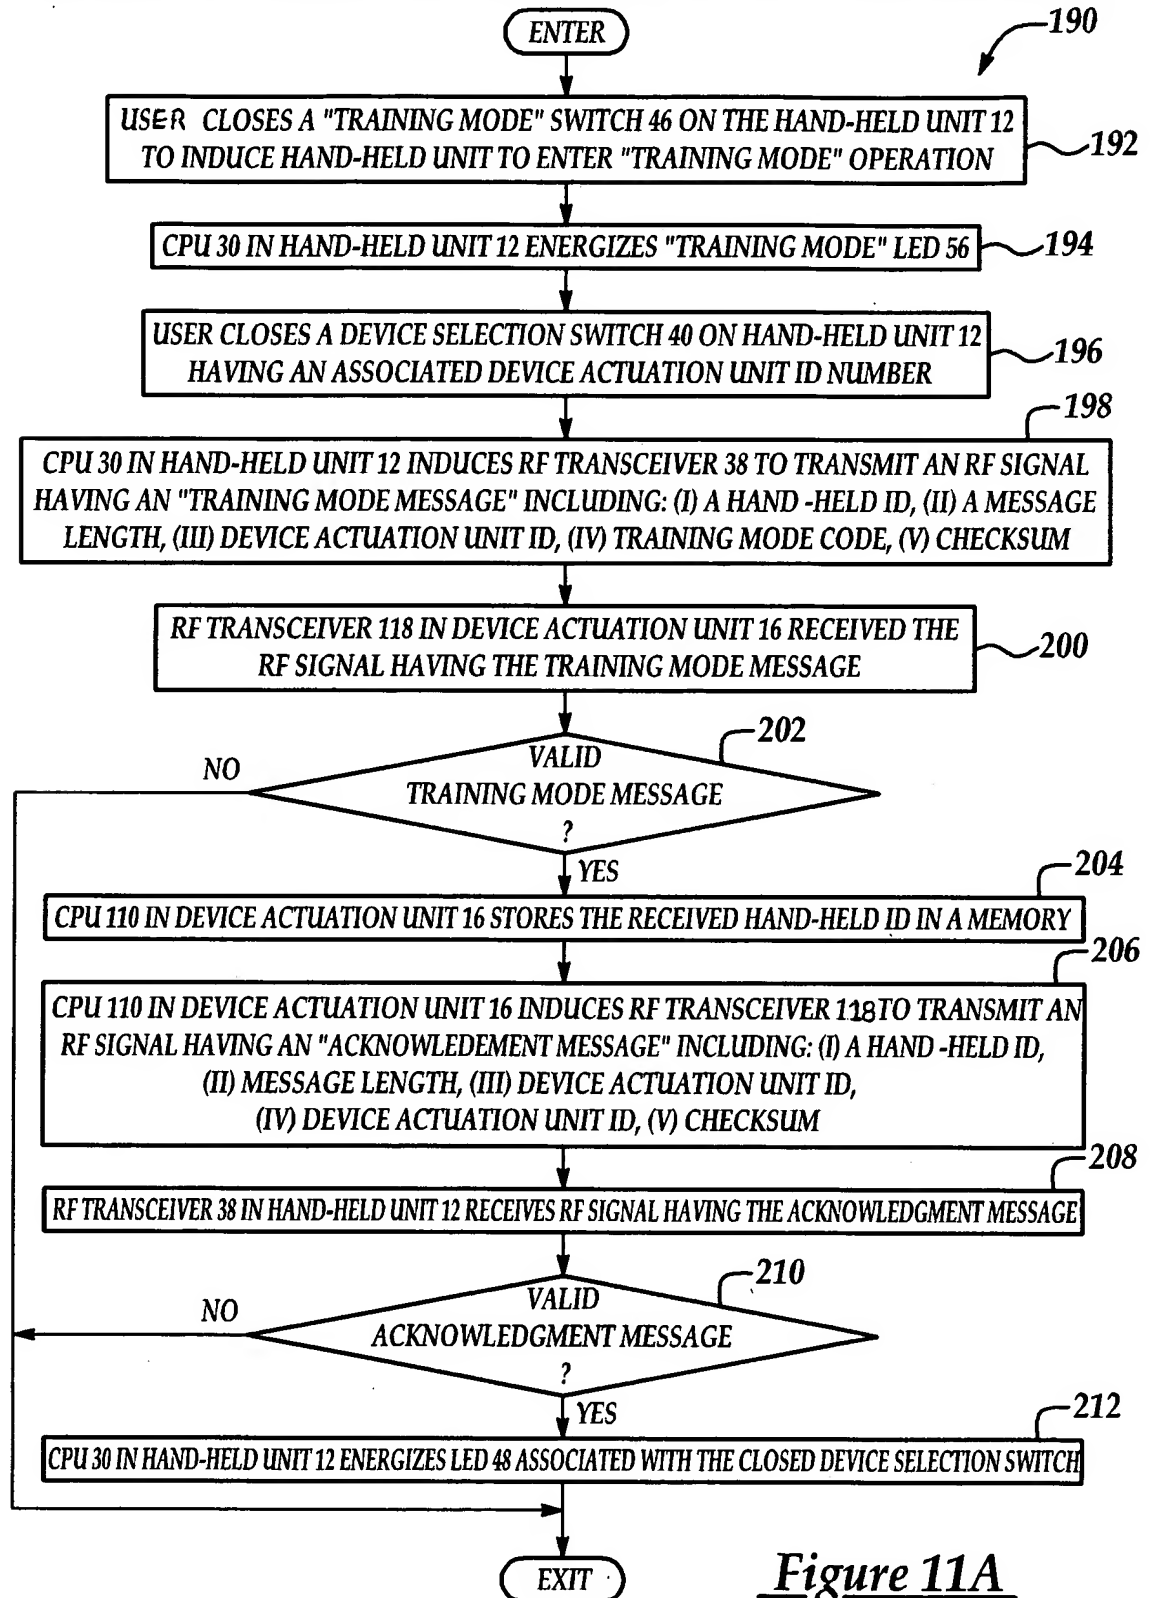 ENTER
190
USER CLOSES A "TRAINING MODE" SWITCH 46 ON THE HAND-HELD UNIT 12
TO INDUCE HAND-HELD UNIT TO ENTER "TRAINING MODE" OPERATION
192
CPU 30 IN HAND-HELD UNIT 12 ENERGIZES "TRAINING MODE" LED 56
194
USER CLOSES A DEVICE SELECTION SWITCH 40 ON HAND-HELD UNIT 12
HAVING AN ASSOCIATED DEVICE ACTUATION UNIT ID NUMBER
196
198
CPU 30 IN HAND-HELD UNIT 12 INDUCES RF TRANSCEIVER 38 TO TRANSMIT AN RF SIGNAL
HAVING AN "TRAINING MODE MESSAGE" INCLUDING: (I) A HAND -HELD ID, (II) A MESSAGE
LENGTH, (III) DEVICE ACTUATION UNIT ID, (IV) TRAINING MODE CODE, (V) CHECKSUM
RF TRANSCEIVER 118 IN DEVICE ACTUATION UNIT 16 RECEIVED THE
RF SIGNAL HAVING THE TRAINING MODE MESSAGE
200
202
NO
VALID
TRAINING MODE MESSAGE
?
YES
204
CPU 110 IN DEVICE ACTUATION UNIT 16 STORES THE RECEIVED HAND-HELD ID IN A MEMORY
206
CPU 110 IN DEVICE ACTUATION UNIT 16 INDUCES RF TRANSCEIVER 118 TO TRANSMIT AN
RF SIGNAL HAVING AN "ACKNOWLEDEMENT MESSAGE" INCLUDING: (I) A HAND -HELD ID,
(II) MESSAGE LENGTH, (III) DEVICE ACTUATION UNIT ID,
(IV) DEVICE ACTUATION UNIT ID, (V) CHECKSUM
208
RF TRANSCEIVER 38 IN HAND-HELD UNIT 12 RECEIVES RF SIGNAL HAVING THE ACKNOWLEDGMENT MESSAGE
210
NO
VALID
ACKNOWLEDGMENT MESSAGE
?
YES
212
CPU 30 IN HAND-HELD UNIT 12 ENERGIZES LED 48 ASSOCIATED WITH THE CLOSED DEVICE SELECTION SWITCH
EXIT
Figure 11A